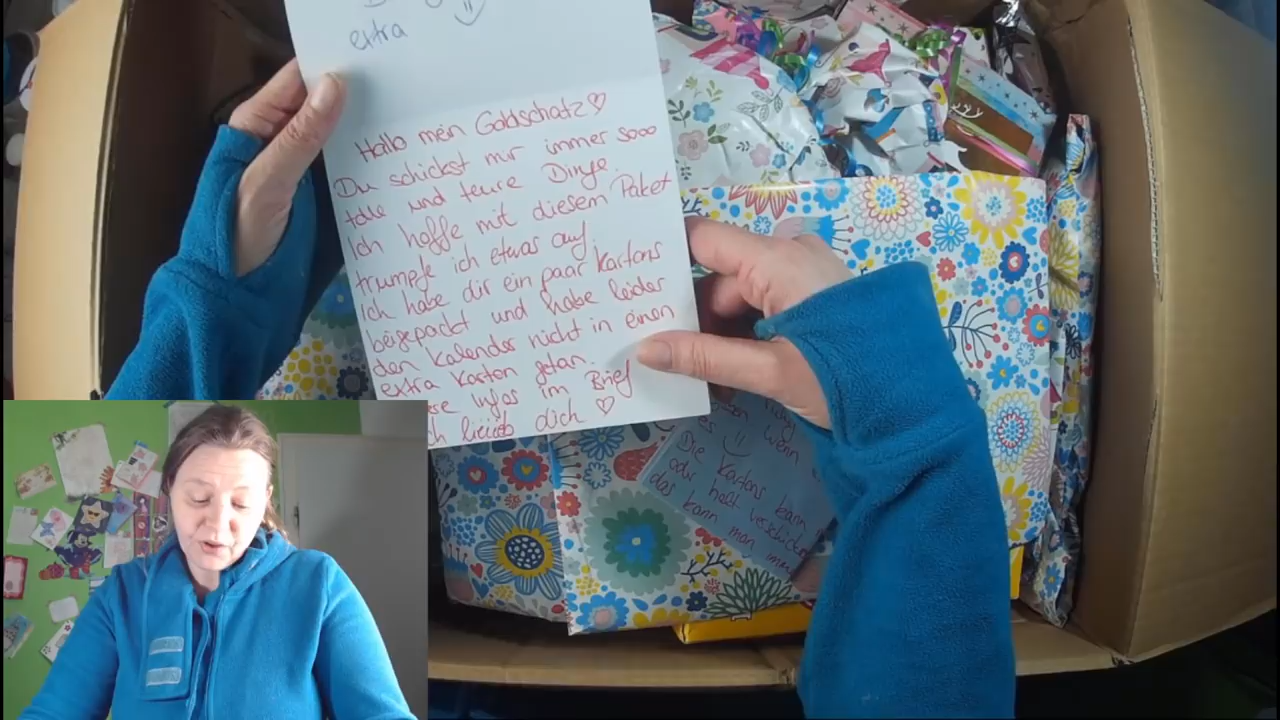 extra
Hallo mein Goldschatz♡
Du schickst mir immer sooo
tolle und teure Dinge.
Ich hoffe mit diesem Paket
trumpfe ich etwas auf.
Ich habe dir ein paar Kartons
beigepackt und habe leider
den Kalender nicht in einen
extra Karton getan.
Infos im Brief
dich ♡
wenn
es :)
Die Kartons kann
oder halt
das kann man